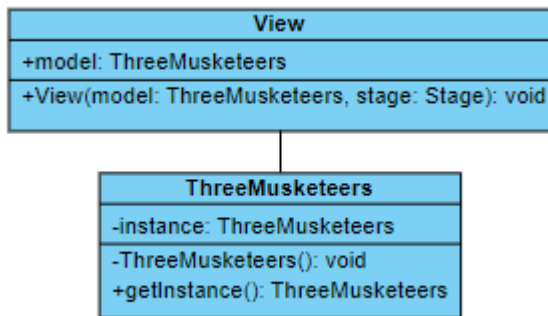 View
+model: ThreeMusketeers
+View(model: ThreeMusketeers, stage: Stage): void
ThreeMusketeers
-instance: ThreeMusketeers
-ThreeMusketeers(): void
+getInstance(): ThreeMusketeers